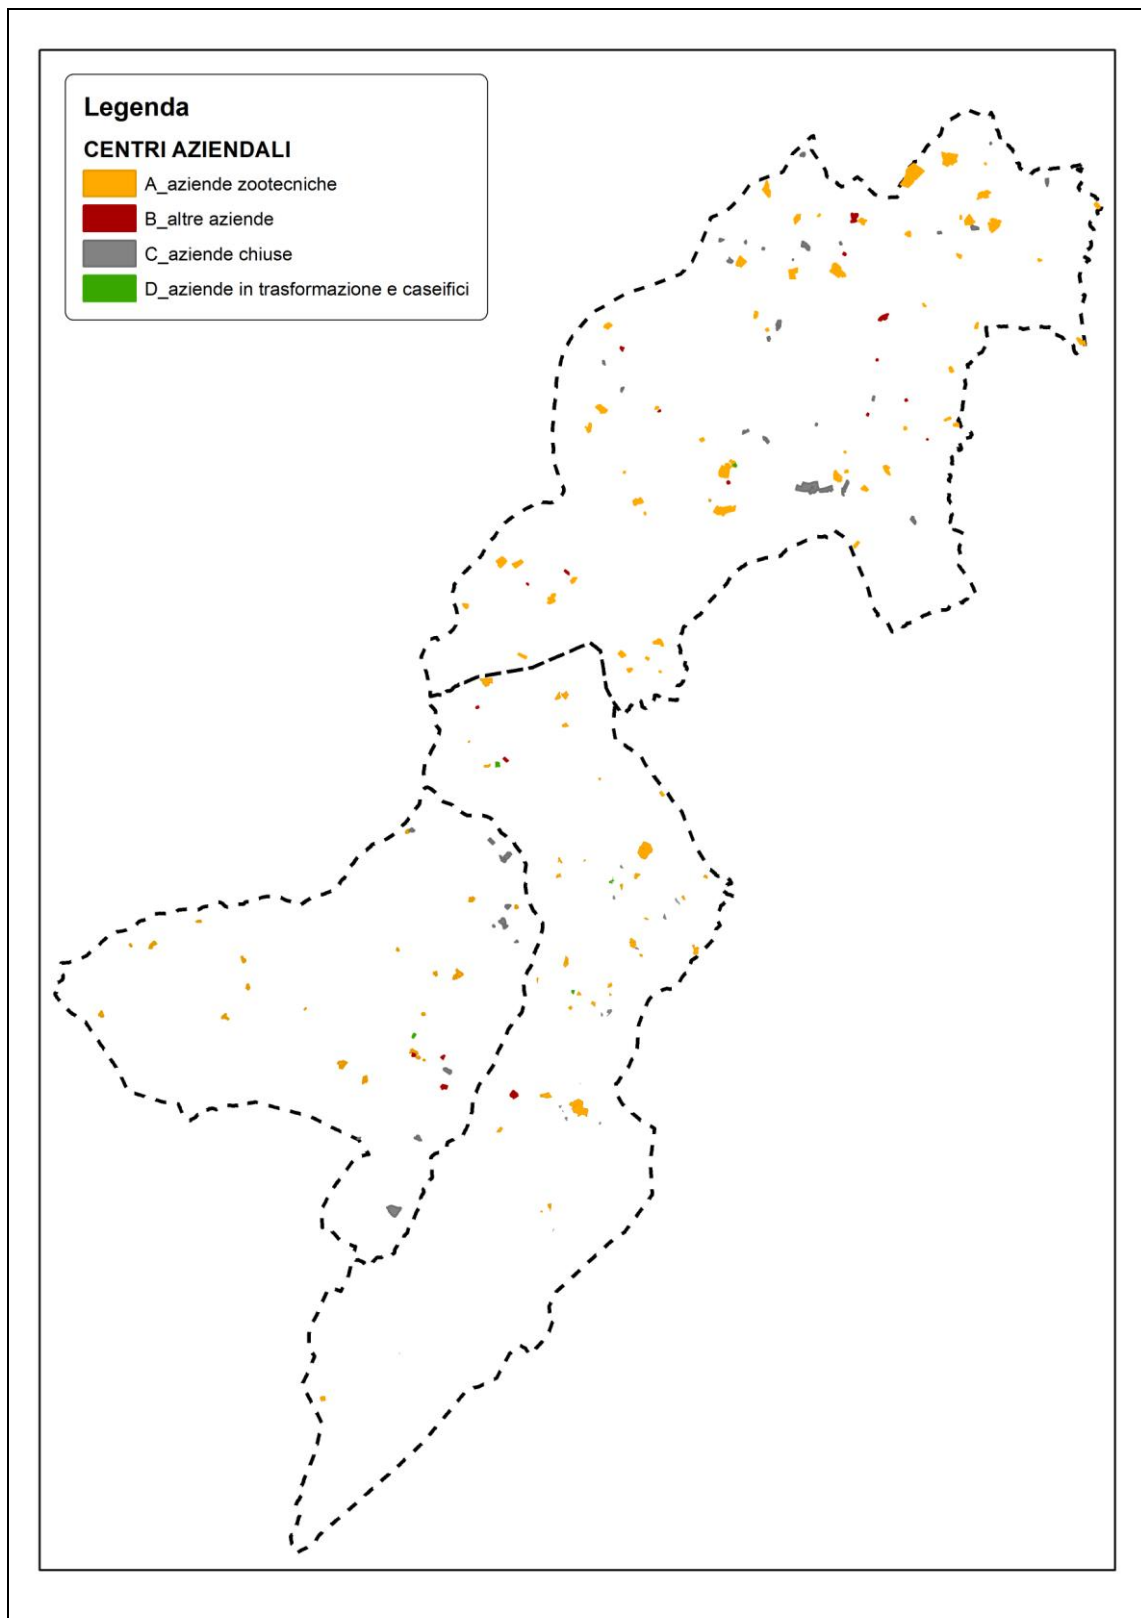 Legenda
CENTRI AZIENDALI
A_aziende zootecniche
B_altre aziende
C_aziende chiuse
D_aziende in trasformazione e caseifici